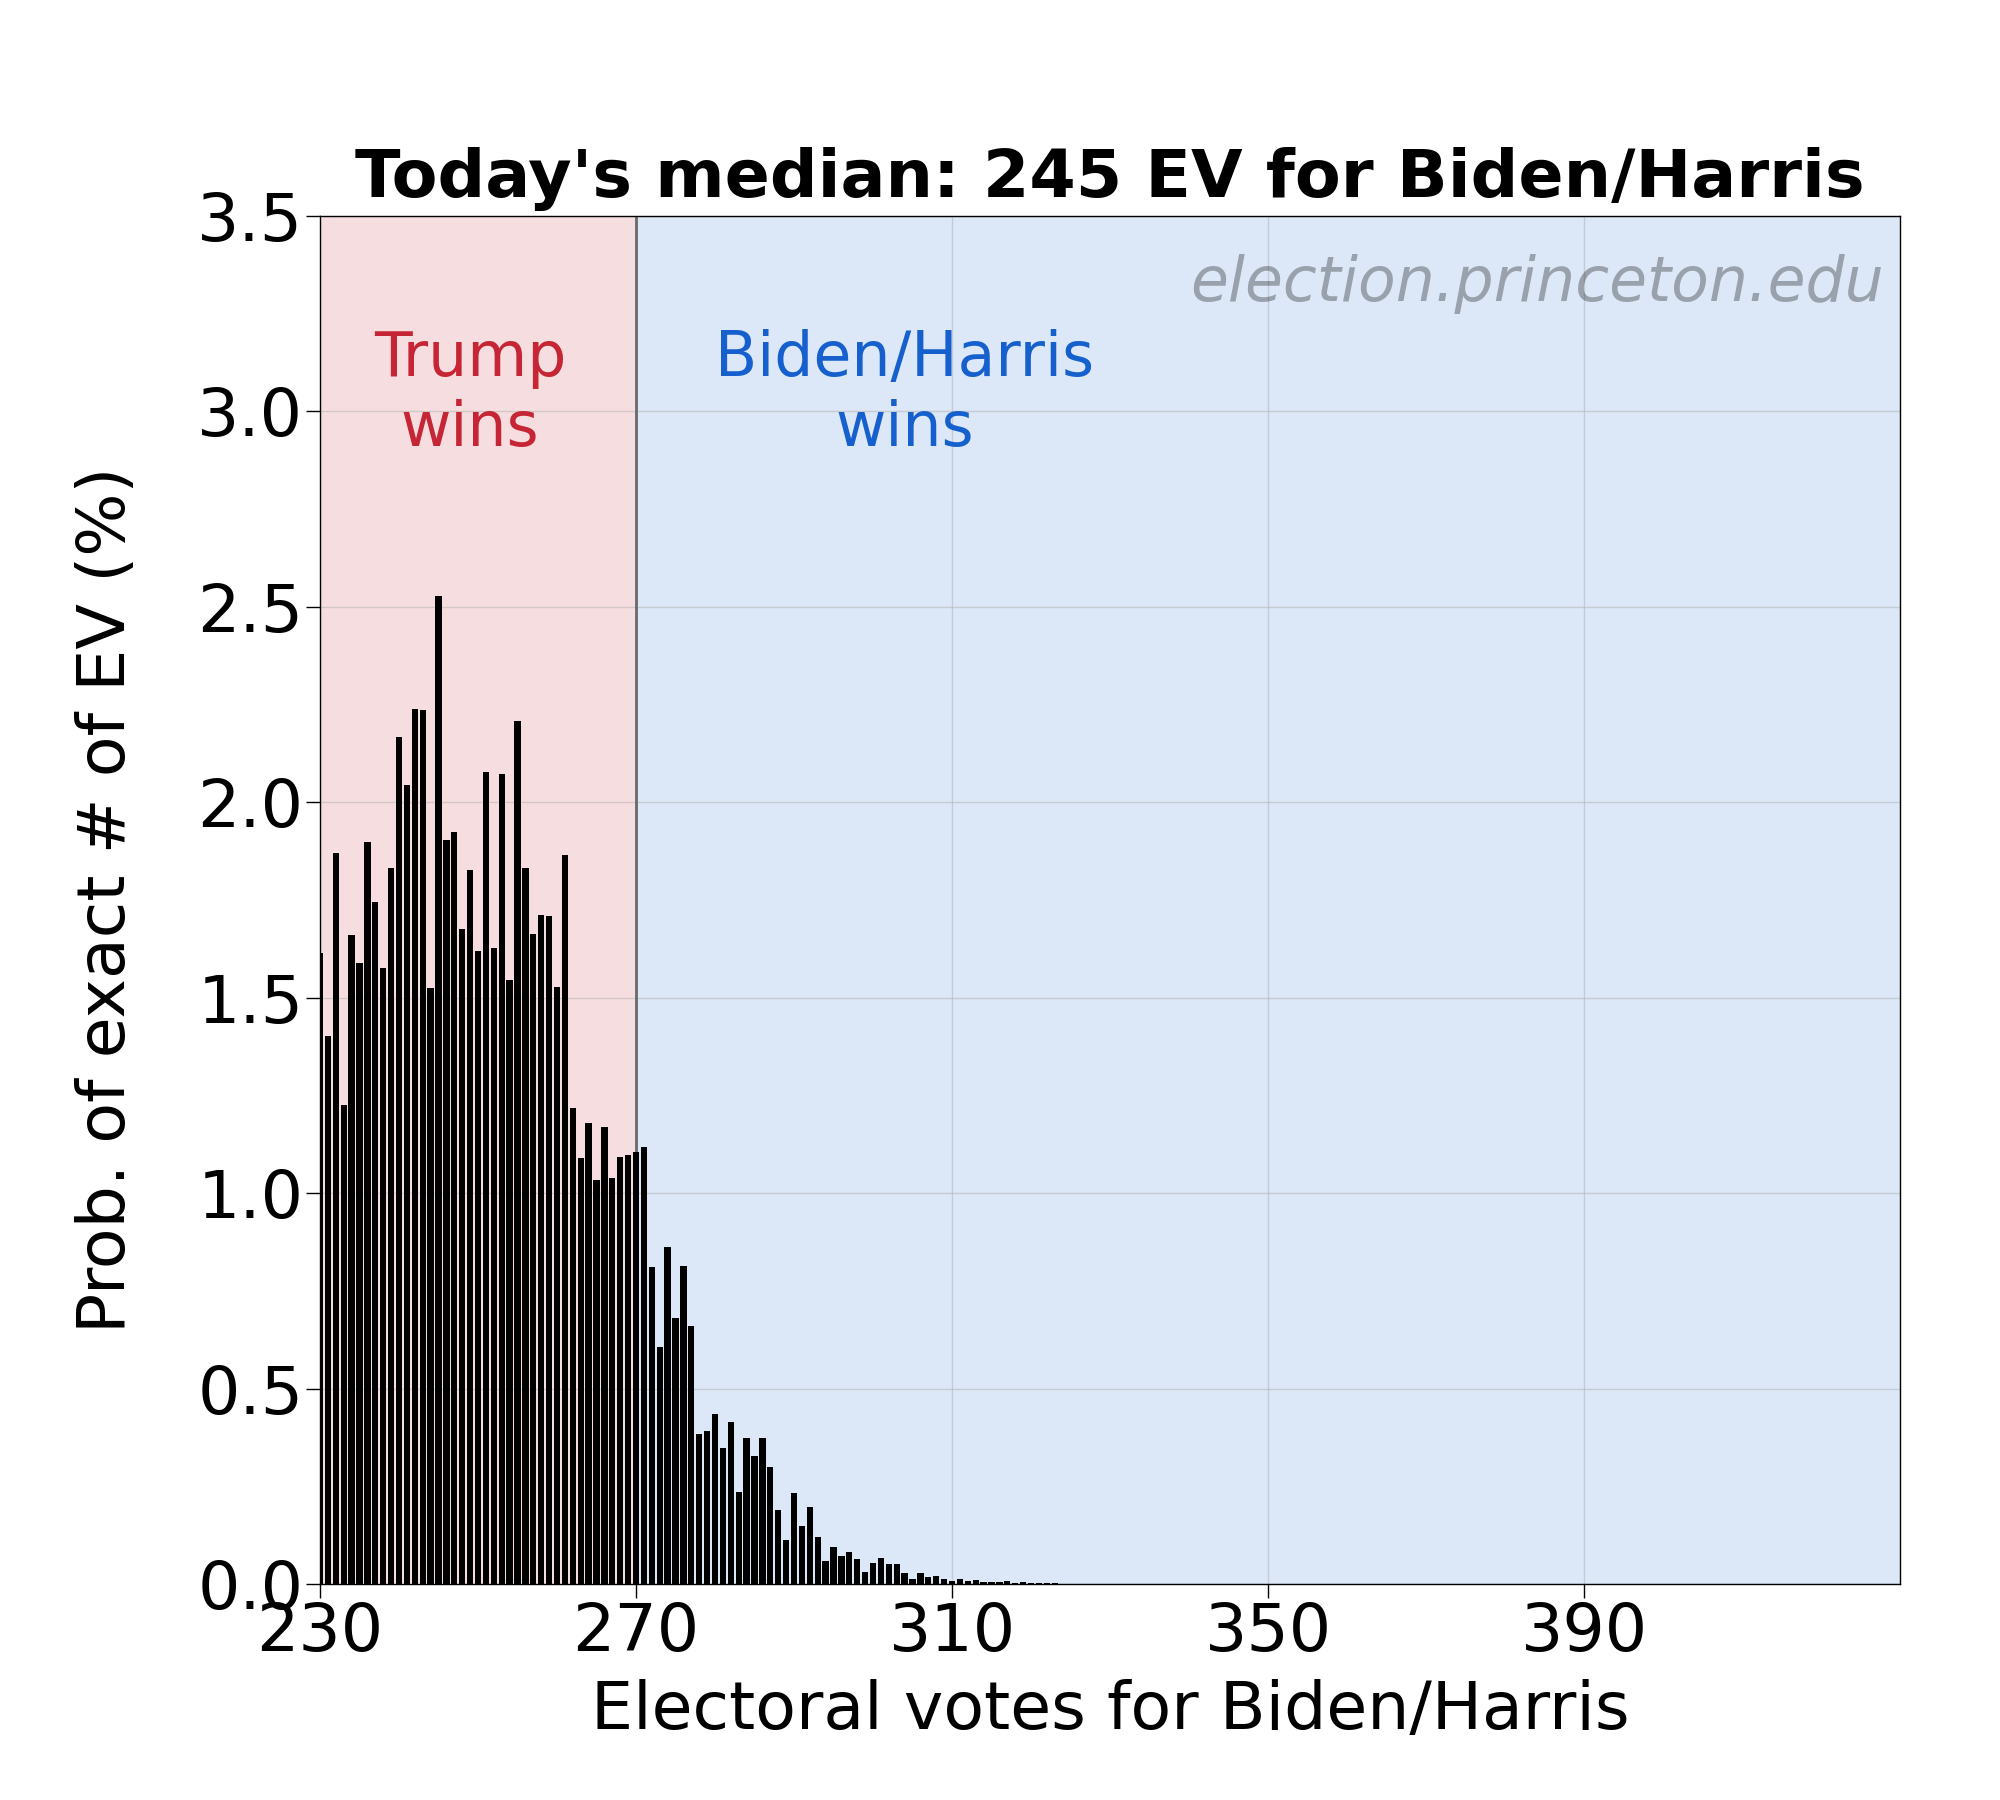 Today's median: 245 EV for Biden/Harris
3.5
election.princeton.edu
Trump
wins
Biden/Harris
wins
3.0
2.5
2.0
1.5
1.0
0.5
0.0
Prob. of exact # of EV (%)
230 270 310 350 390
Electoral votes for Biden/Harris